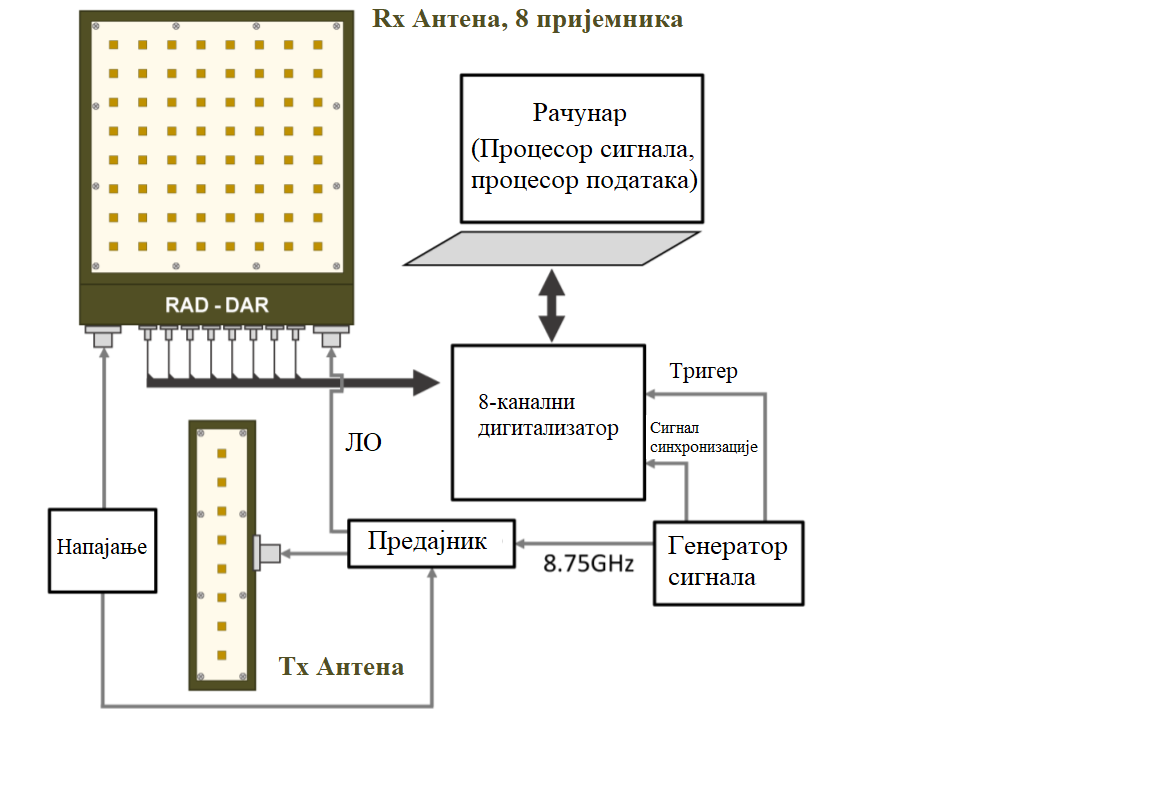 Rx Антена, 8 пријемника
Рачунар
(Процесор сигнала,
процесор података)
RAD - DAR
Тригер
8-канални
дигитализатор
Сигнал
синхронизације
ЛО
Напајање
Предајник
8.75GHz
Генератор
сигнала
Tx Антена